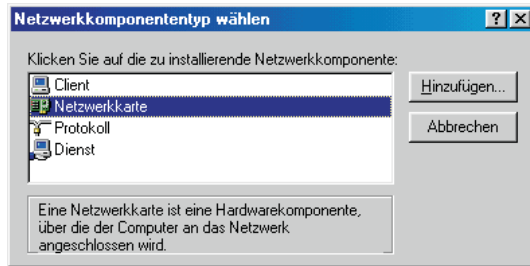 Netzwerkkomponententyp wählen
Klicken Sie auf die zu installierende Netzwerkkomponente:
Client
Netzwerkkarte
Protokoll
Dienst
Hinzufügen...
Abbrechen
Eine Netzwerkkarte ist eine Hardwarekomponente,
über die der Computer an das Netzwerk
angeschlossen wird.